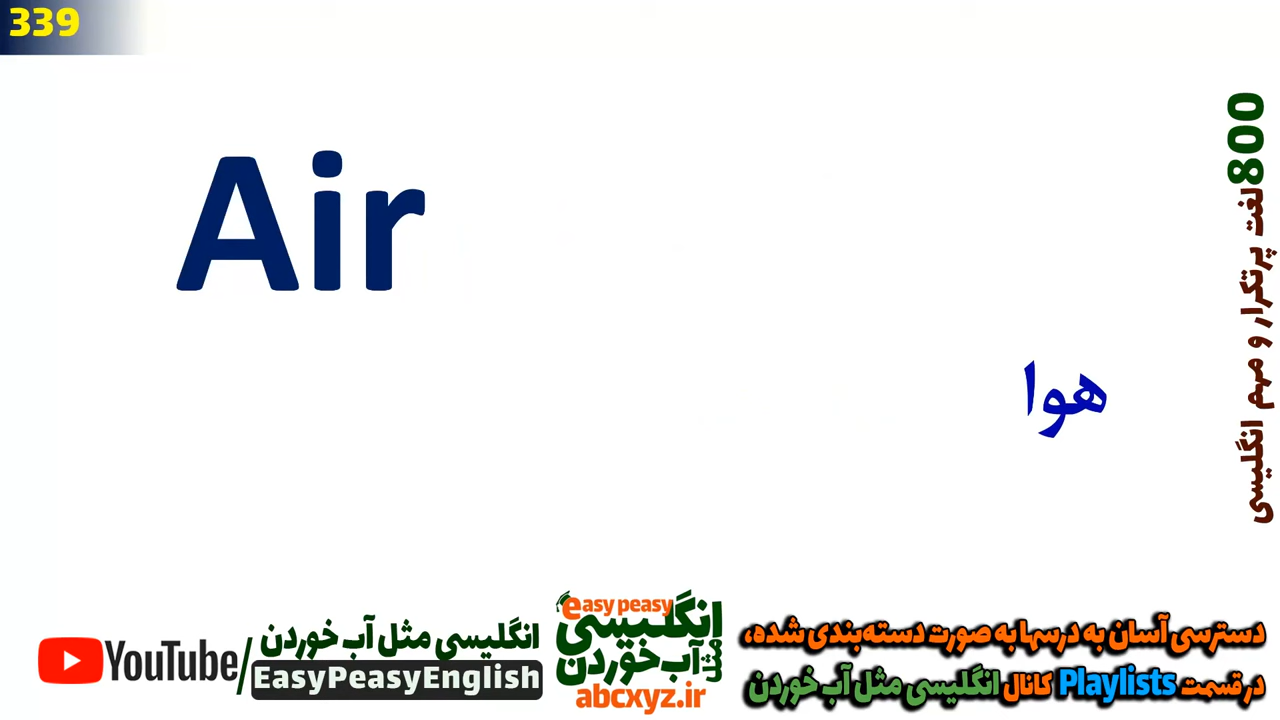 339
Air
هوا
800 لغت پرتکرار و مهم انگلیسی
YouTube/
انگلیسی مثل آب خوردن
EasyPeasyEnglish
easy peasy
انگلیسی
مثل آب خوردن
abcxyz.ir
دسترسی آسان به درسها به صورت دسته‌بندی شده،
در قسمت Playlists کانال انگلیسی مثل آب خوردن